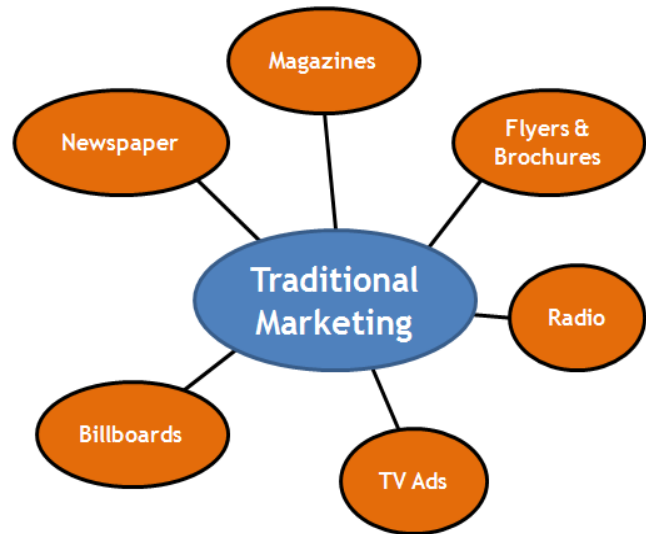 Magazines
Newspaper
Flyers &
Brochures
Traditional
Marketing
Radio
Billboards
TV Ads